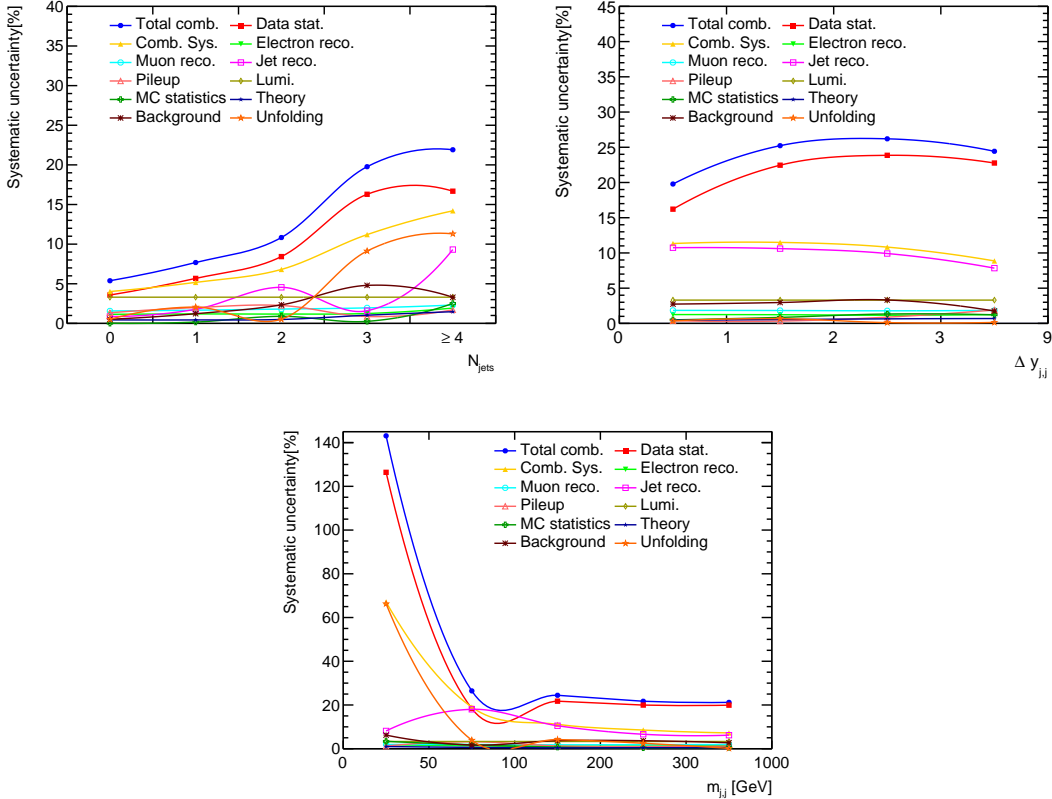 Systematic uncertainty[%]
40
35
30
25
20
15
10
5
0
Total comb. Data stat.
Comb. Sys. Electron reco.
Muon reco. Jet reco.
Pileup Lumi.
MC statistics Theory
Background Unfolding
0 1 2 3 ≥ 4
N_jets
Systematic uncertainty[%]
45
40
35
30
25
20
15
10
5
0
Total comb. Data stat.
Comb. Sys. Electron reco.
Muon reco. Jet reco.
Pileup Lumi.
MC statistics Theory
Background Unfolding
0 1 2 3 9
Δ y_j,j
Systematic uncertainty[%]
140
120
100
80
60
40
20
0
Total comb. Data stat.
Comb. Sys. Electron reco.
Muon reco. Jet reco.
Pileup Lumi.
MC statistics Theory
Background Unfolding
0 50 100 200 300 1000
m_j,j [GeV]